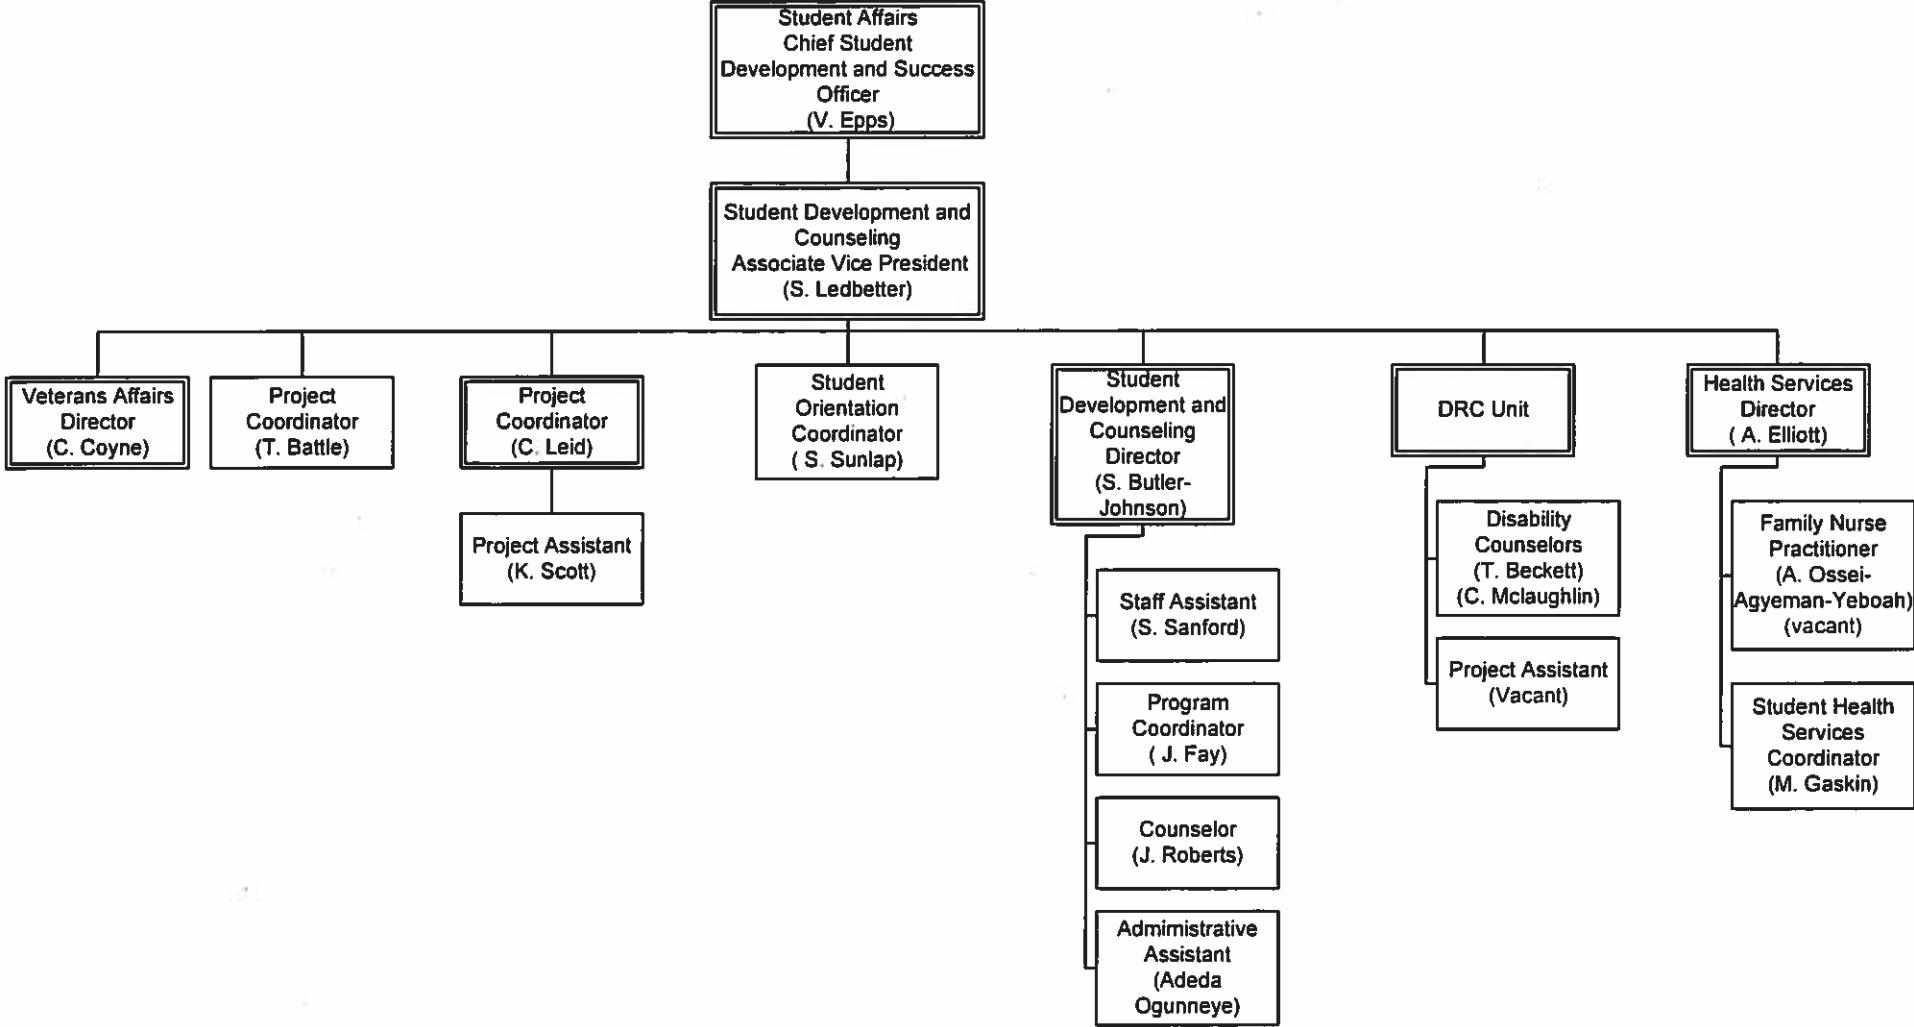 Student Affairs
Chief Student
Development and Success
Officer
(V. Epps)
Student Development and
Counseling
Associate Vice President
(S. Ledbetter)
Veterans Affairs
Director
(C. Coyne)
Project
Coordinator
(T. Battle)
Project
Coordinator
(C. Leid)
Project Assistant
(K. Scott)
Student
Orientation
Coordinator
( S. Sunlap)
Student
Development and
Counseling
Director
(S. Butler-
Johnson)
Staff Assistant
(S. Sanford)
Program
Coordinator
( J. Fay)
Counselor
(J. Roberts)
Admimistrative
Assistant
(Adeda
Ogunneye)
DRC Unit
Disability
Counselors
(T. Beckett)
(C. Mclaughlin)
Project Assistant
(Vacant)
Health Services
Director
( A. Elliott)
Family Nurse
Practitioner
(A. Ossei-
Agyeman-Yeboah)
(vacant)
Student Health
Services
Coordinator
(M. Gaskin)